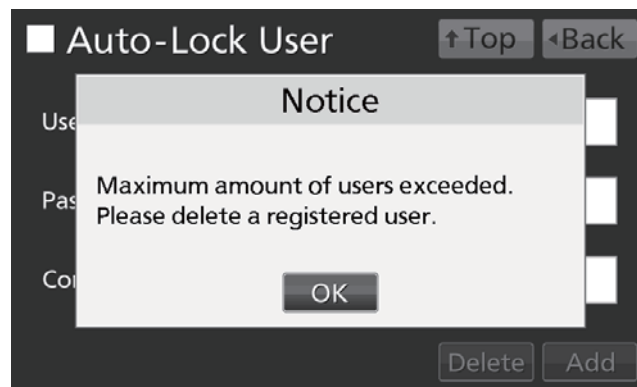 Auto-Lock User
Top
Back
Notice
Maximum amount of users exceeded.
Please delete a registered user.
OK
Delete
Add